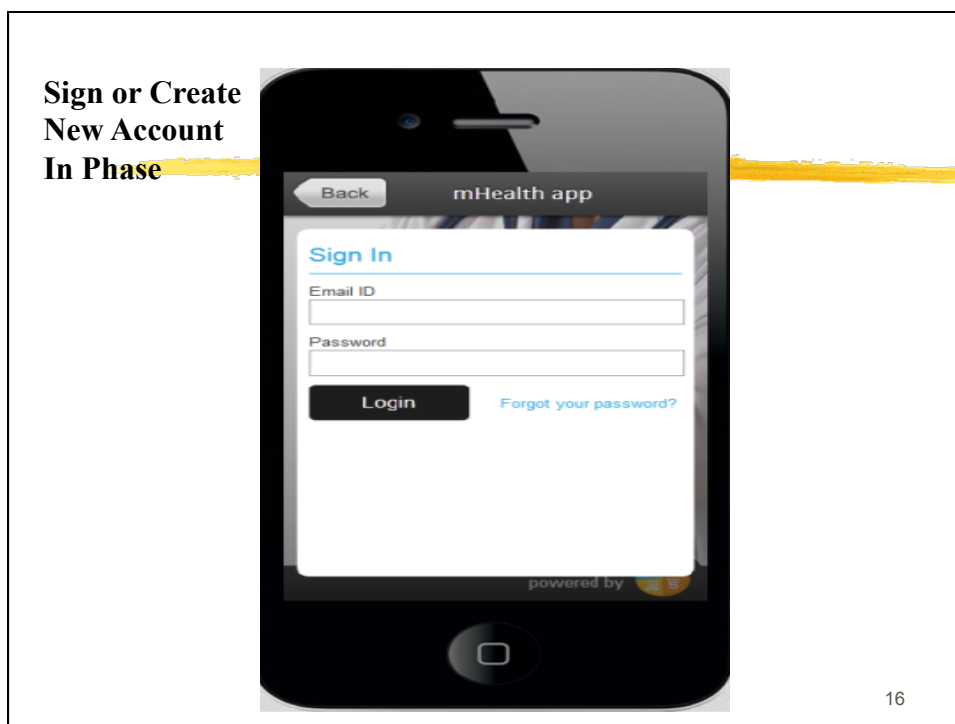 Sign or Create
New Account
In Phase
Back
mHealth app
Sign In
Email ID
Password
Login
Forgot your password?
powered by
16